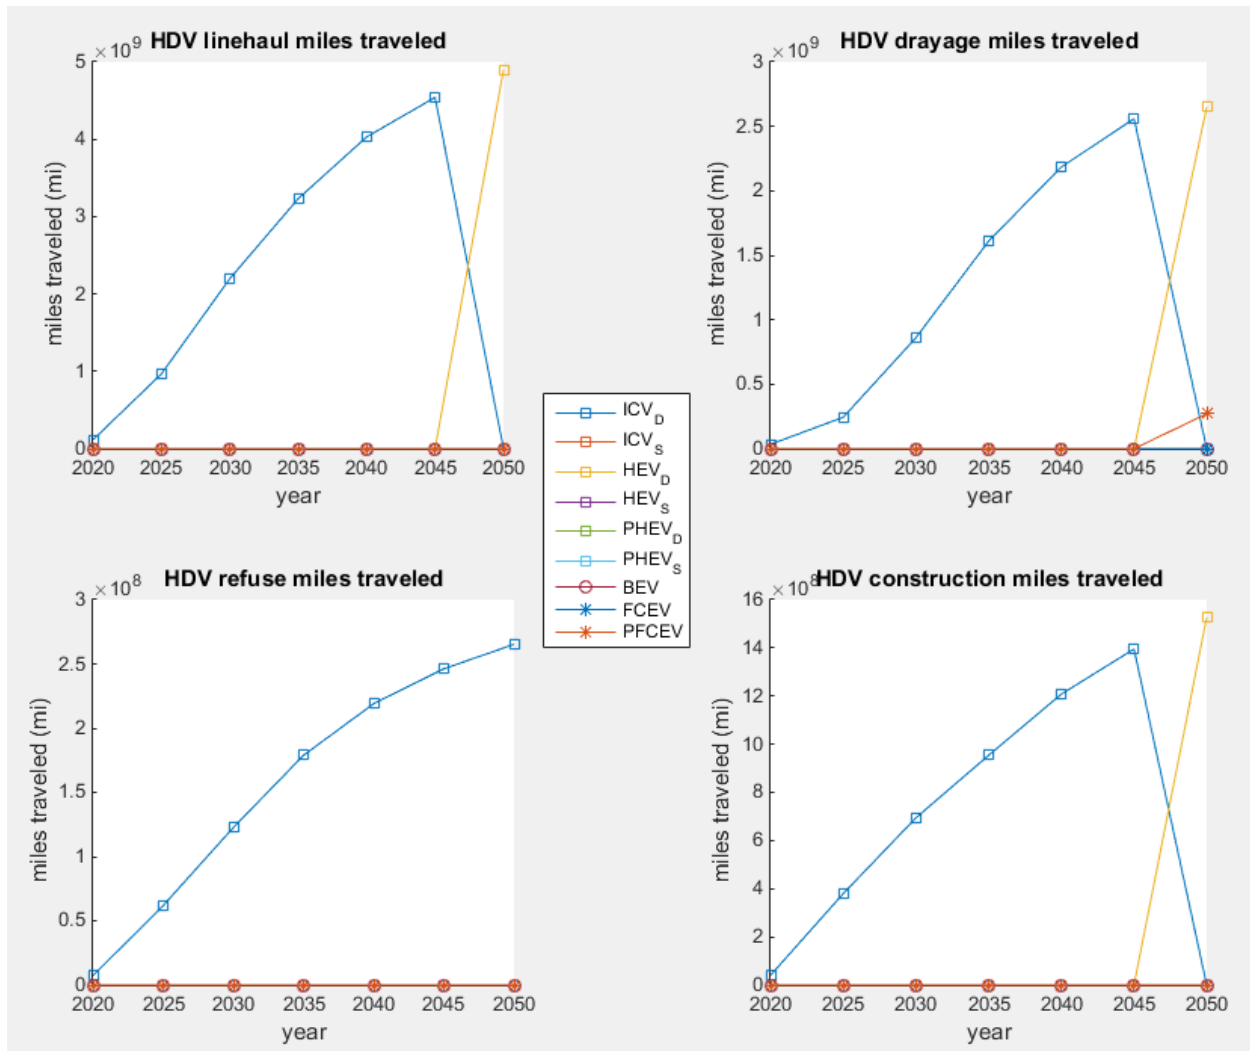 ×10^9 HDV linehaul miles traveled
5
4
3
2
1
0
miles traveled (mi)
2020 2025 2030 2035 2040 2045 2050
year
×10^9 HDV drayage miles traveled
3
2.5
2
1.5
1
0.5
0
miles traveled (mi)
2020 2025 2030 2035 2040 2045 2050
year
ICV_D
ICV_S
HEV_D
HEV_S
PHEV_D
PHEV_S
BEV
FCEV
PFCEV
×10^8 HDV refuse miles traveled
3
2.5
2
1.5
1
0.5
0
miles traveled (mi)
2020 2025 2030 2035 2040 2045 2050
year
×10^8 HDV construction miles traveled
16
14
12
10
8
6
4
2
0
miles traveled (mi)
2020 2025 2030 2035 2040 2045 2050
year